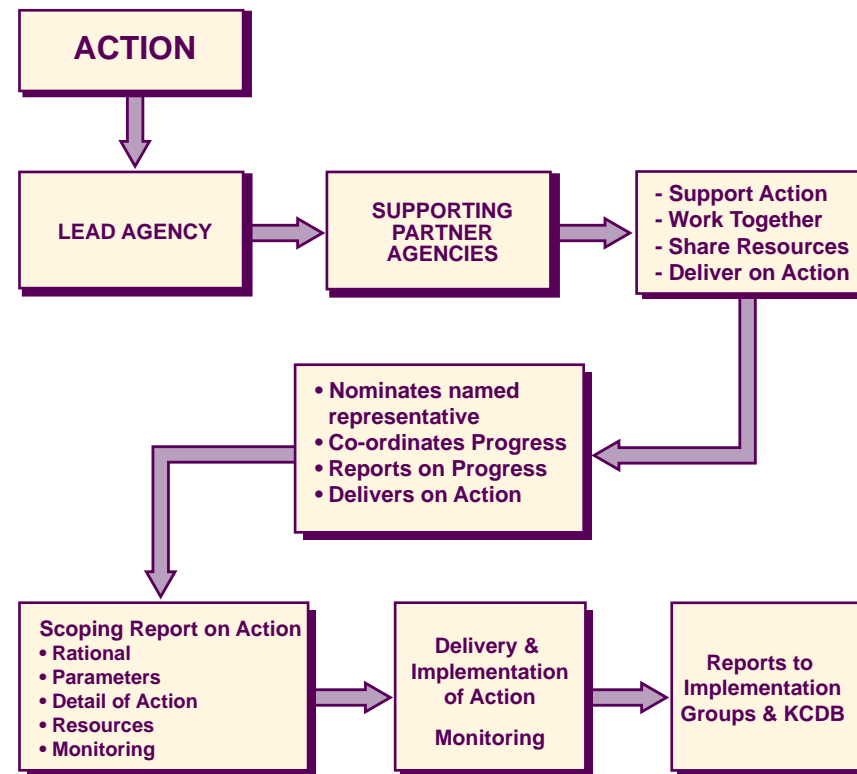 ACTION
LEAD AGENCY
SUPPORTING
PARTNER
AGENCIES
- Support Action
- Work Together
- Share Resources
- Deliver on Action
• Nominates named
representative
• Co-ordinates Progress
• Reports on Progress
• Delivers on Action
Scoping Report on Action
• Rational
• Parameters
• Detail of Action
• Resources
• Monitoring
Delivery &
Implementation
of Action
Monitoring
Reports to
Implementation
Groups & KCDB